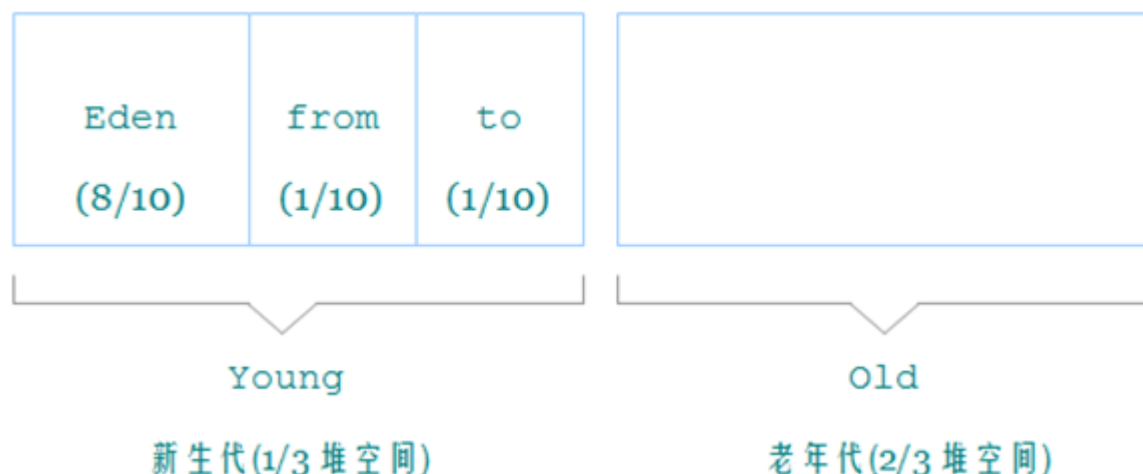 Eden from to
(8/10) (1/10) (1/10)
Young Old
新生代(1/3 堆空间) 老年代(2/3 堆空间)